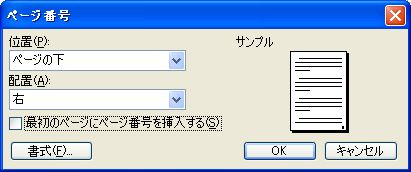 ページ番号
位置(P):
ページの下
配置(A):
右
最初のページにページ番号を挿入する(S)
書式(F)...
サンプル
OK
キャンセル